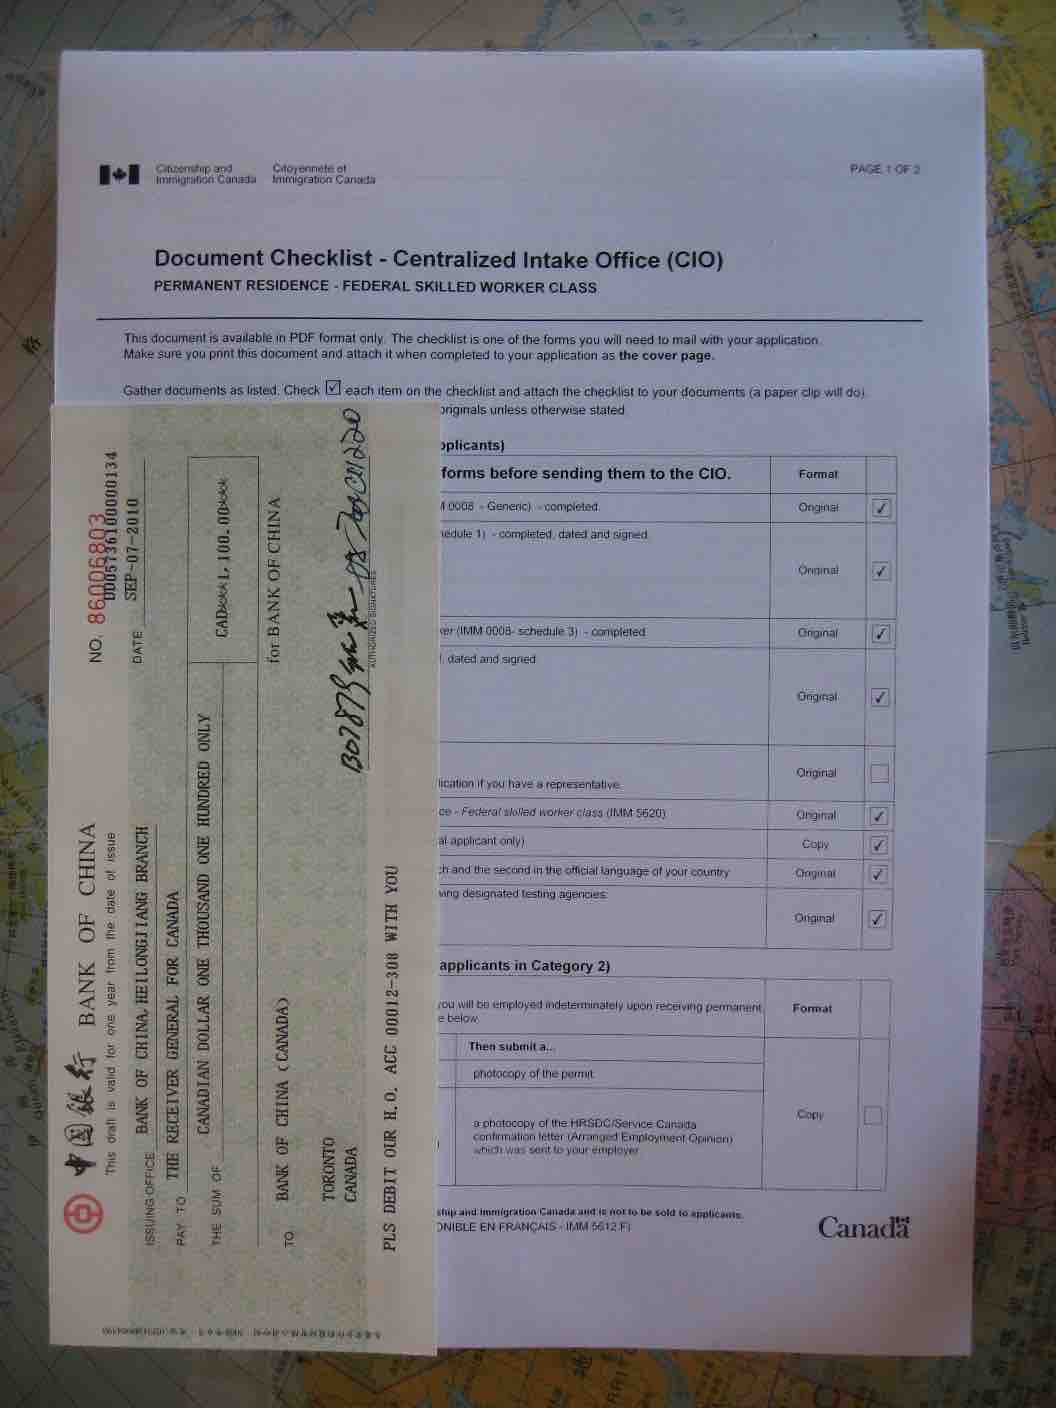 Citizenship and Immigration Canada
Citoyenneté et Immigration Canada
PAGE 1 OF 2
Document Checklist - Centralized Intake Office (CIO)
PERMANENT RESIDENCE - FEDERAL SKILLED WORKER CLASS
This document is available in PDF format only. The checklist is one of the forms you will need to mail with your application.
Make sure you print this document and attach it when completed to your application as the cover page.
Gather documents as listed. Check ☑ each item on the checklist and attach the checklist to your documents (a paper clip will do).
originals unless otherwise stated.
applicants)
forms before sending them to the CIO.
Format
0008 - Generic) - completed.
Original
schedule 1) - completed, dated and signed.
Original
(IMM 0008- schedule 3) - completed
Original
dated and signed.
Original
lication if you have a representative.
Original
ce - Federal skilled worker class (IMM 5620)
Original
al applicant only)
Copy
ch and the second in the official language of your country
Original
wing designated testing agencies:
Original
applicants in Category 2)
you will be employed indeterminately upon receiving permanent
e below.
Format
Then submit a...
photocopy of the permit.
a photocopy of the HRSDC/Service Canada
confirmation letter (Arranged Employment Opinion)
which was sent to your employer.
Copy
ship and Immigration Canada and is not to be sold to applicants.
ONIBLE EN FRANÇAIS - IMM 5612 F)
Canada
中国银行 BANK OF CHINA
NO. 86006803
This draft is valid for one year from the date of issue
DD05736100000134
ISSUING OFFICE BANK OF CHINA, HEILONGJIANG BRANCH
DATE SEP-07-2010
PAY TO THE RECEIVER GENERAL FOR CANADA
THE SUM OF CANADIAN DOLLAR ONE THOUSAND ONE HUNDRED ONLY
CAD***1,100.00***
TO BANK OF CHINA (CANADA)
for BANK OF CHINA
TORONTO
CANADA
AUTHORIZED SIGNATURES
PLS DEBIT OUR H.O. ACC 00012-308 WITH YOU